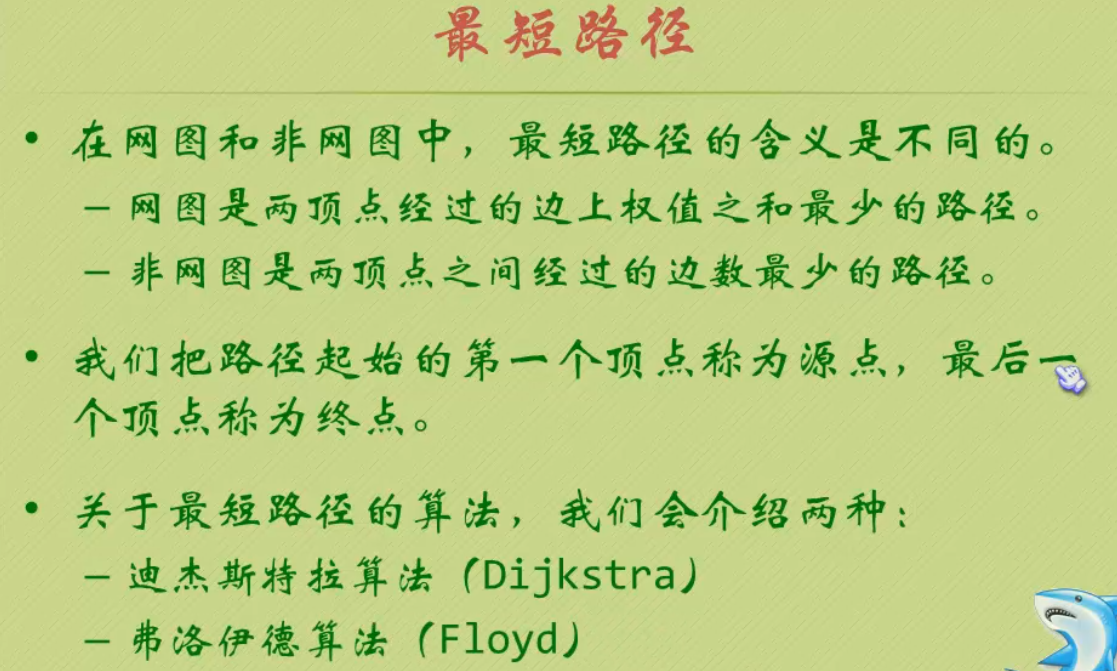 最短路径
• 在网图和非网图中，最短路径的含义是不同的。
– 网图是两顶点经过的边上权值之和最少的路径。
– 非网图是两顶点之间经过的边数最少的路径。
• 我们把路径起始的第一个顶点称为源点，最后一
个顶点称为终点。
• 关于最短路径的算法，我们会介绍两种：
– 迪杰斯特拉算法（Dijkstra）
– 弗洛伊德算法（Floyd）